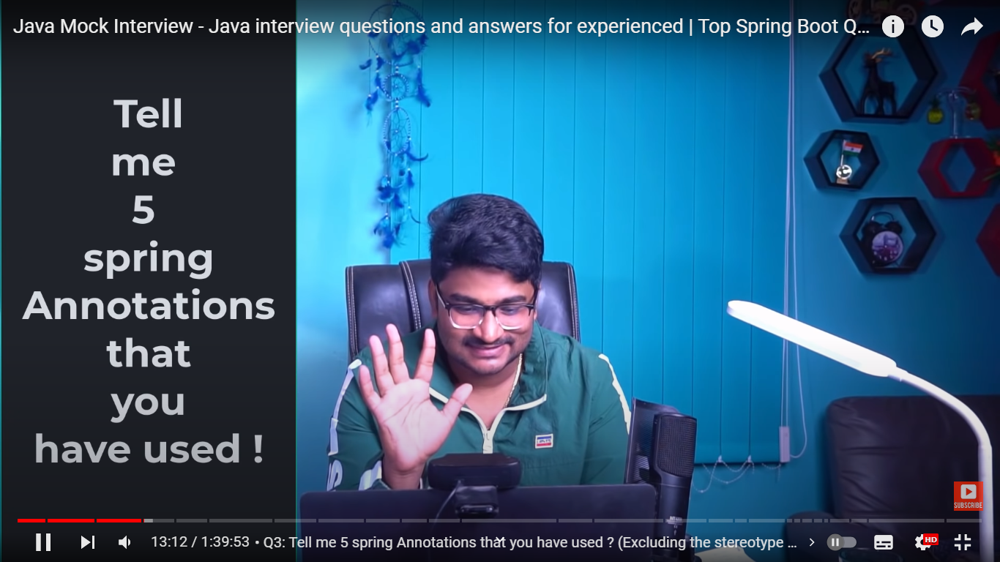 Java Mock Interview - Java interview questions and answers for experienced | Top Spring Boot Q...
Tell
me
5
spring
Annotations
that
you
have used !
SUBSCRIBE
13:12 / 1:39:53 • Q3: Tell me 5 spring Annotations that you have used ? (Excluding the stereotype ...
HD